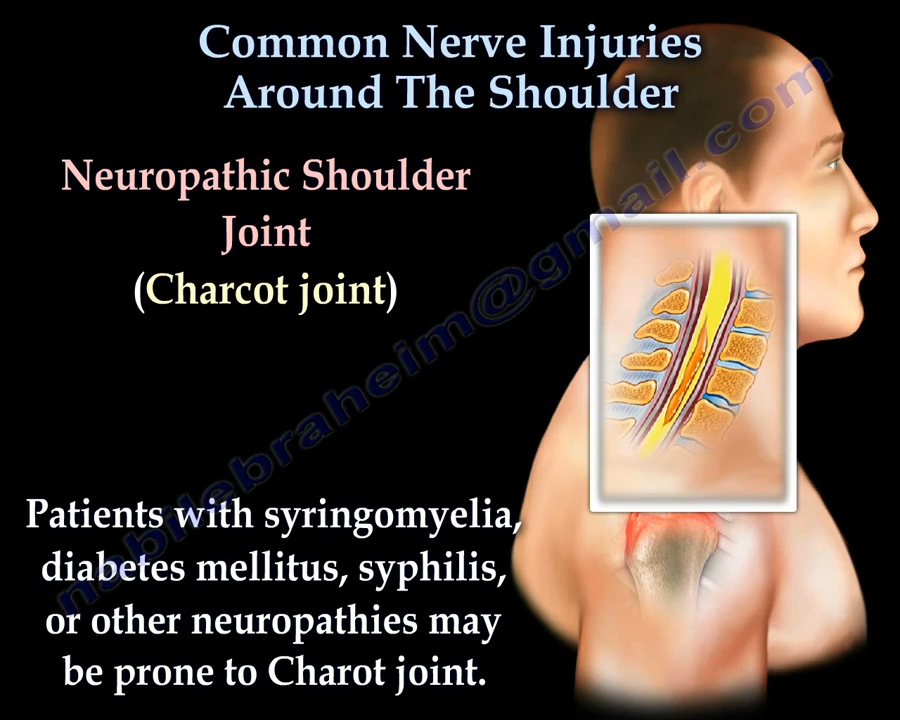 Common Nerve Injuries
Around The Shoulder
Neuropathic Shoulder
Joint
(Charcot joint)
Patients with syringomyelia,
diabetes mellitus, syphilis,
or other neuropathies may
be prone to Charot joint.
nabilebraheim@gmail.com